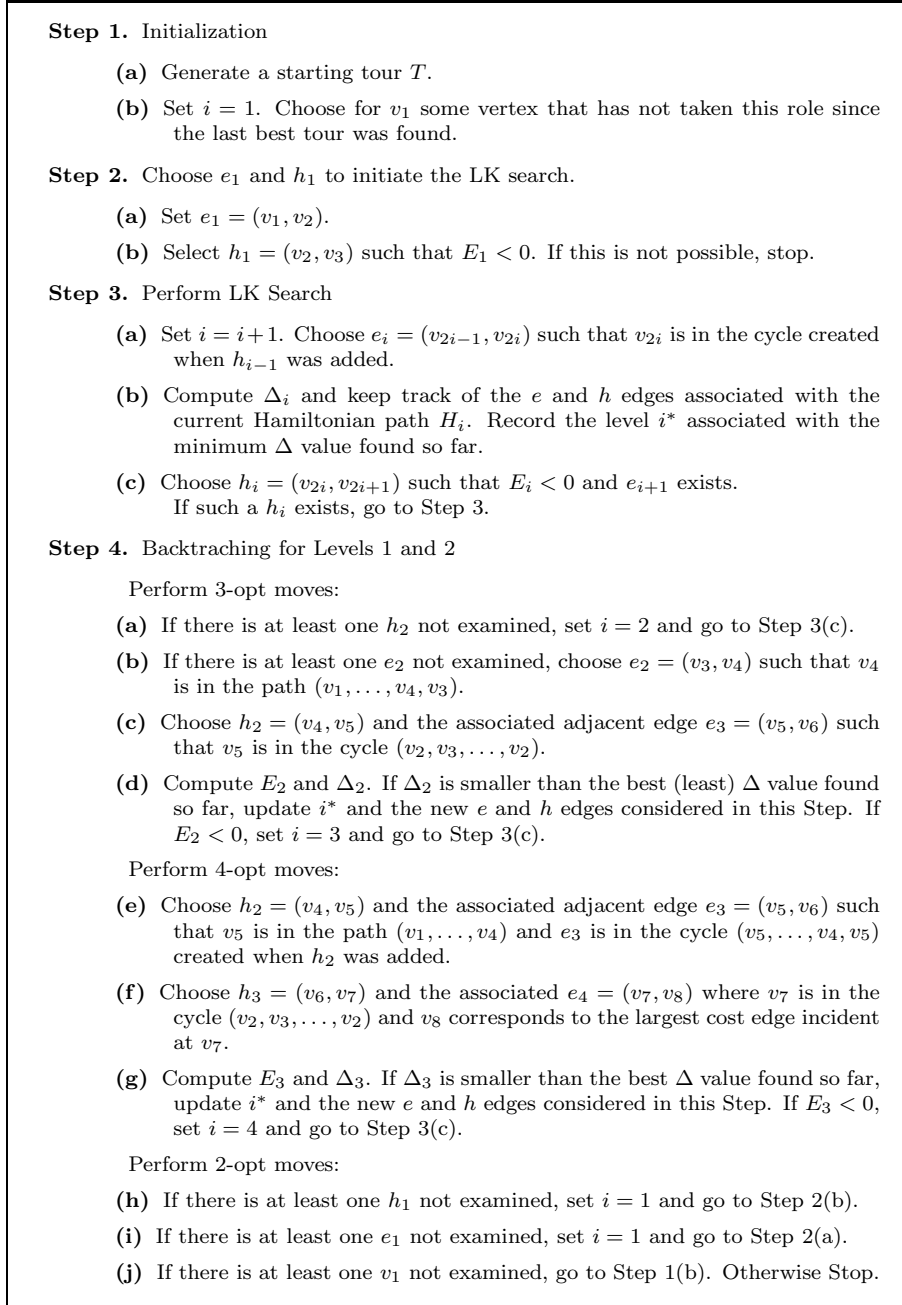 Step 1. Initialization
(a) Generate a starting tour T.
(b) Set i = 1. Choose for v₁ some vertex that has not taken this role since
the last best tour was found.
Step 2. Choose e₁ and h₁ to initiate the LK search.
(a) Set e₁ = (v₁, v₂).
(b) Select h₁ = (v₂, v₃) such that E₁ < 0. If this is not possible, stop.
Step 3. Perform LK Search
(a) Set i = i+1. Choose eᵢ = (v₂ᵢ₋₁, v₂ᵢ) such that v₂ᵢ is in the cycle created
when hᵢ₋₁ was added.
(b) Compute Δᵢ and keep track of the e and h edges associated with the
current Hamiltonian path Hᵢ. Record the level i* associated with the
minimum Δ value found so far.
(c) Choose hᵢ = (v₂ᵢ, v₂ᵢ₊₁) such that Eᵢ < 0 and eᵢ₊₁ exists.
If such a hᵢ exists, go to Step 3.
Step 4. Backtraching for Levels 1 and 2
Perform 3-opt moves:
(a) If there is at least one h₂ not examined, set i = 2 and go to Step 3(c).
(b) If there is at least one e₂ not examined, choose e₂ = (v₃, v₄) such that v₄
is in the path (v₁, . . . , v₄, v₃).
(c) Choose h₂ = (v₄, v₅) and the associated adjacent edge e₃ = (v₅, v₆) such
that v₅ is in the cycle (v₂, v₃, . . . , v₂).
(d) Compute E₂ and Δ₂. If Δ₂ is smaller than the best (least) Δ value found
so far, update i* and the new e and h edges considered in this Step. If
E₂ < 0, set i = 3 and go to Step 3(c).
Perform 4-opt moves:
(e) Choose h₂ = (v₄, v₅) and the associated adjacent edge e₃ = (v₅, v₆) such
that v₅ is in the path (v₁, . . . , v₄) and e₃ is in the cycle (v₅, . . . , v₄, v₅)
created when h₂ was added.
(f) Choose h₃ = (v₆, v₇) and the associated e₄ = (v₇, v₈) where v₇ is in the
cycle (v₂, v₃, . . . , v₂) and v₈ corresponds to the largest cost edge incident
at v₇.
(g) Compute E₃ and Δ₃. If Δ₃ is smaller than the best Δ value found so far,
update i* and the new e and h edges considered in this Step. If E₃ < 0,
set i = 4 and go to Step 3(c).
Perform 2-opt moves:
(h) If there is at least one h₁ not examined, set i = 1 and go to Step 2(b).
(i) If there is at least one e₁ not examined, set i = 1 and go to Step 2(a).
(j) If there is at least one v₁ not examined, go to Step 1(b). Otherwise Stop.